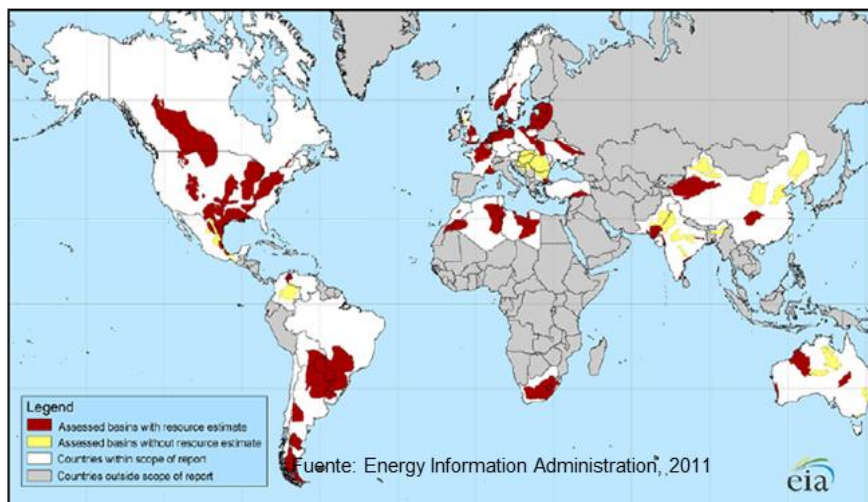 Legend
Assessed basins with resource estimate
Assessed basins without resource estimate
Countries within scope of report
Countries outside scope of report
Fuente: Energy Information Administration, 2011
eia